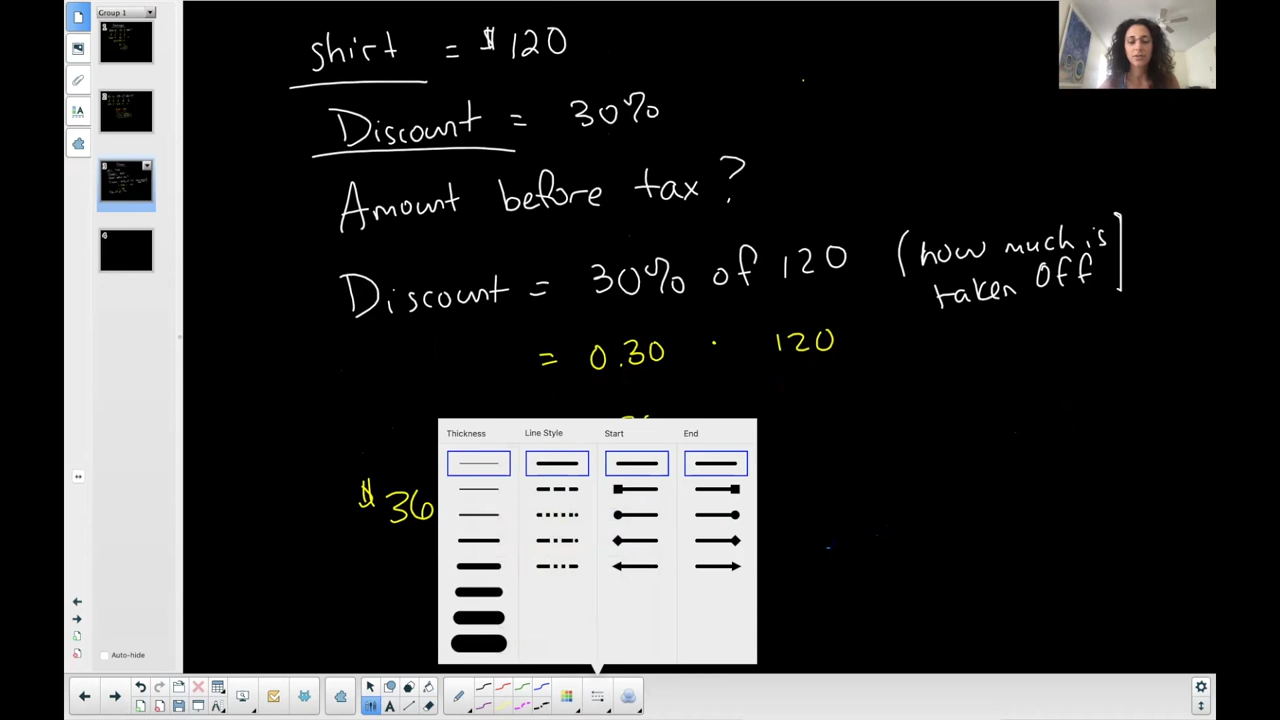 Group 1
shirt = $120
Discount = 30%
Amount before tax?
Discount = 30% of 120 (how much is
taken off]
= 0.30 · 120
Thickness Line Style Start End
$36
Auto-hide